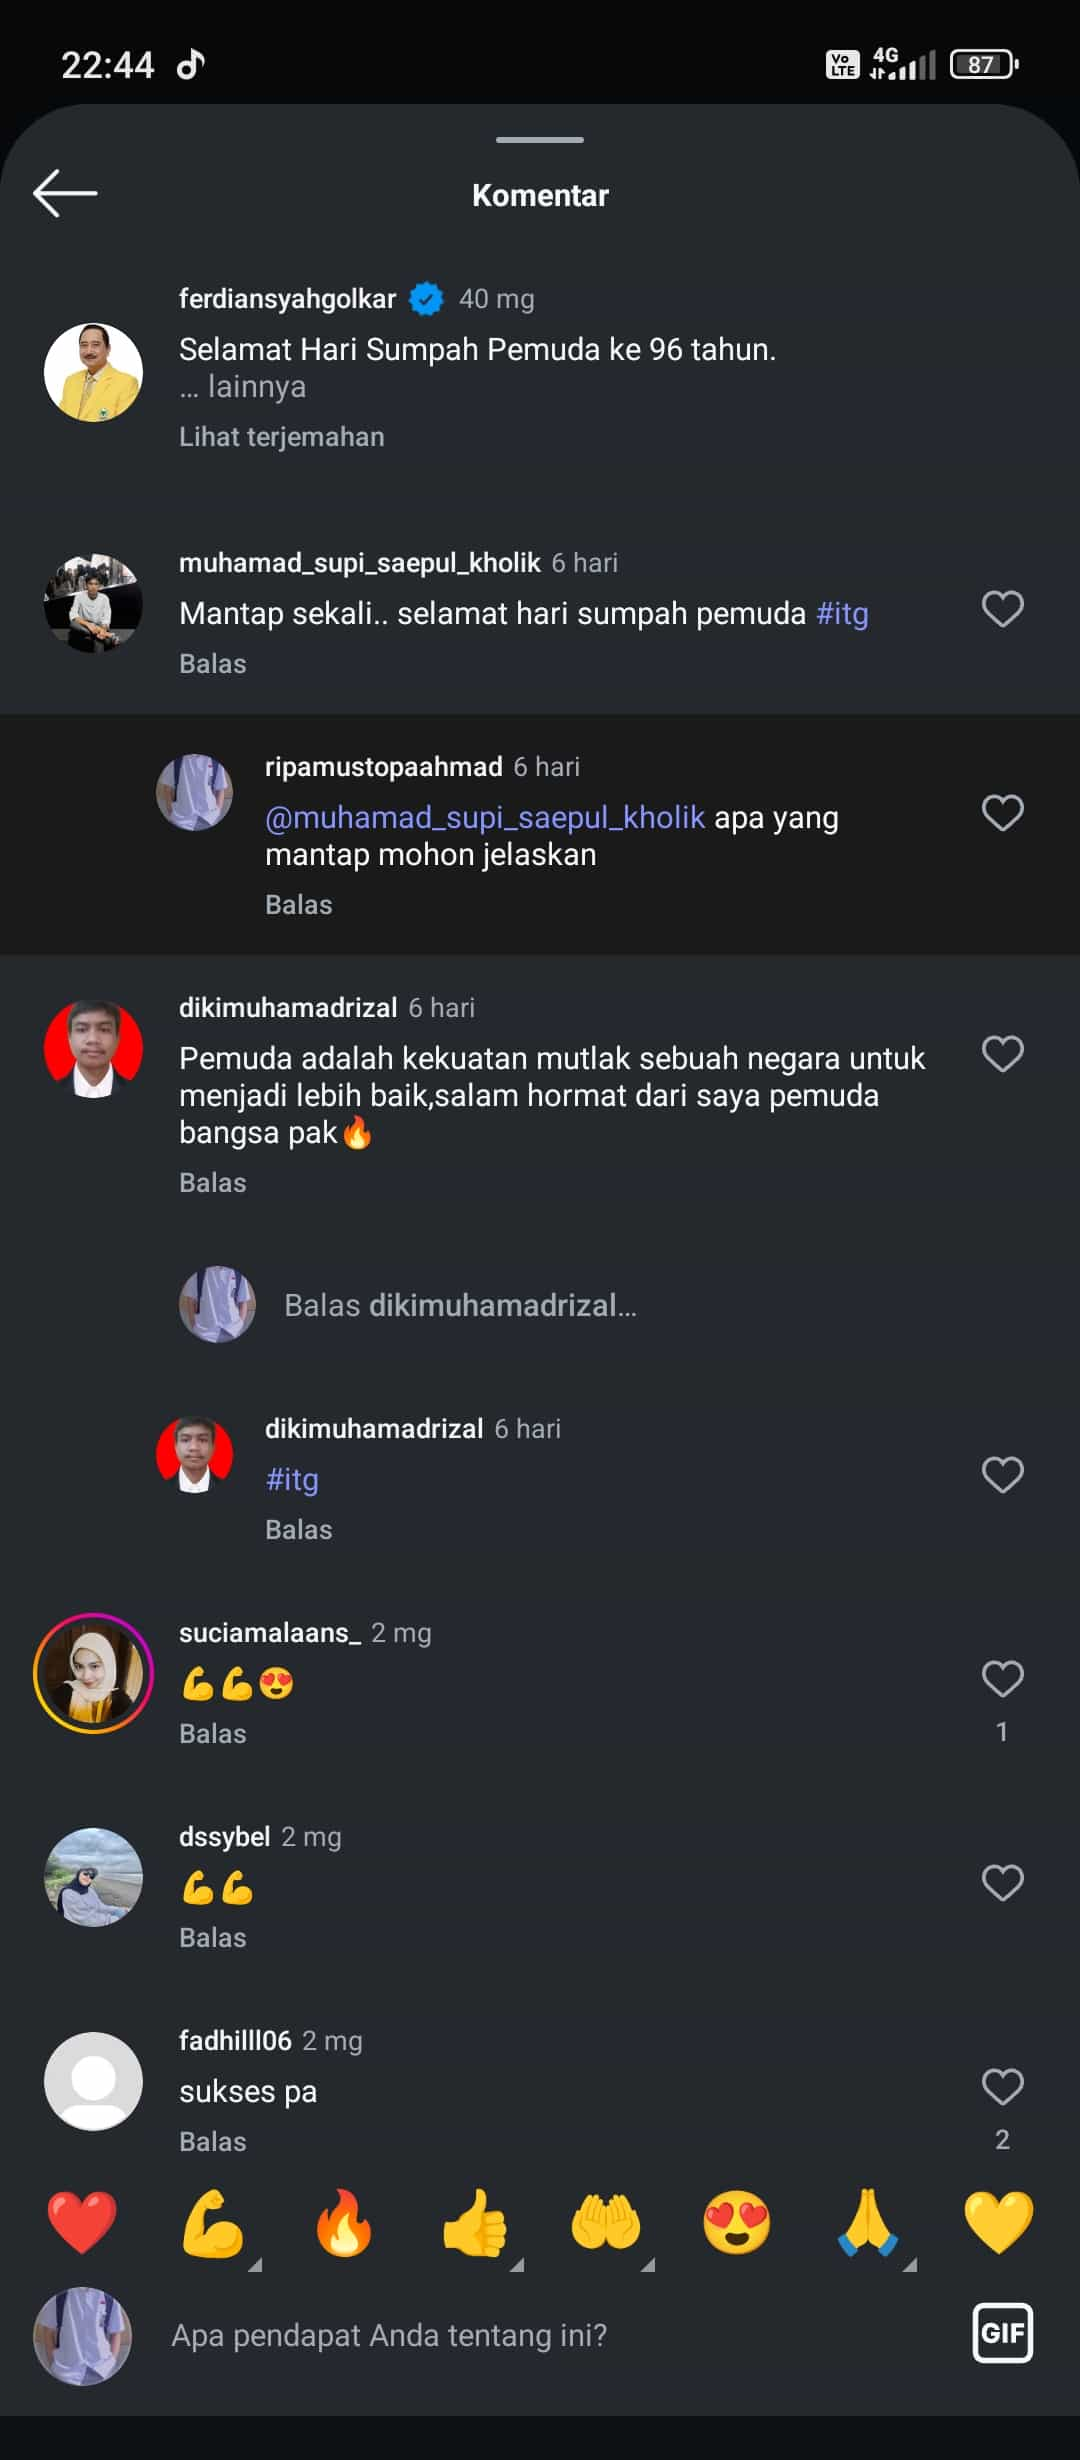 22:44
Vo LTE 4G 87
Komentar
ferdiansyahgolkar 40 mg
Selamat Hari Sumpah Pemuda ke 96 tahun.
... lainnya
Lihat terjemahan
muhamad_supi_saepul_kholik 6 hari
Mantap sekali.. selamat hari sumpah pemuda #itg
Balas
ripamustopaahmad 6 hari
@muhamad_supi_saepul_kholik apa yang
mantap mohon jelaskan
Balas
dikimuhamadrizal 6 hari
Pemuda adalah kekuatan mutlak sebuah negara untuk
menjadi lebih baik,salam hormat dari saya pemuda
bangsa pak🔥
Balas
Balas dikimuhamadrizal...
dikimuhamadrizal 6 hari
#itg
Balas
suciamalaans_ 2 mg
💪💪😍
Balas
1
dssybel 2 mg
💪💪
Balas
fadhilll06 2 mg
sukses pa
Balas
2
❤️ 💪 🔥 👍 🤲 😍 🙏 💛
Apa pendapat Anda tentang ini?
GIF